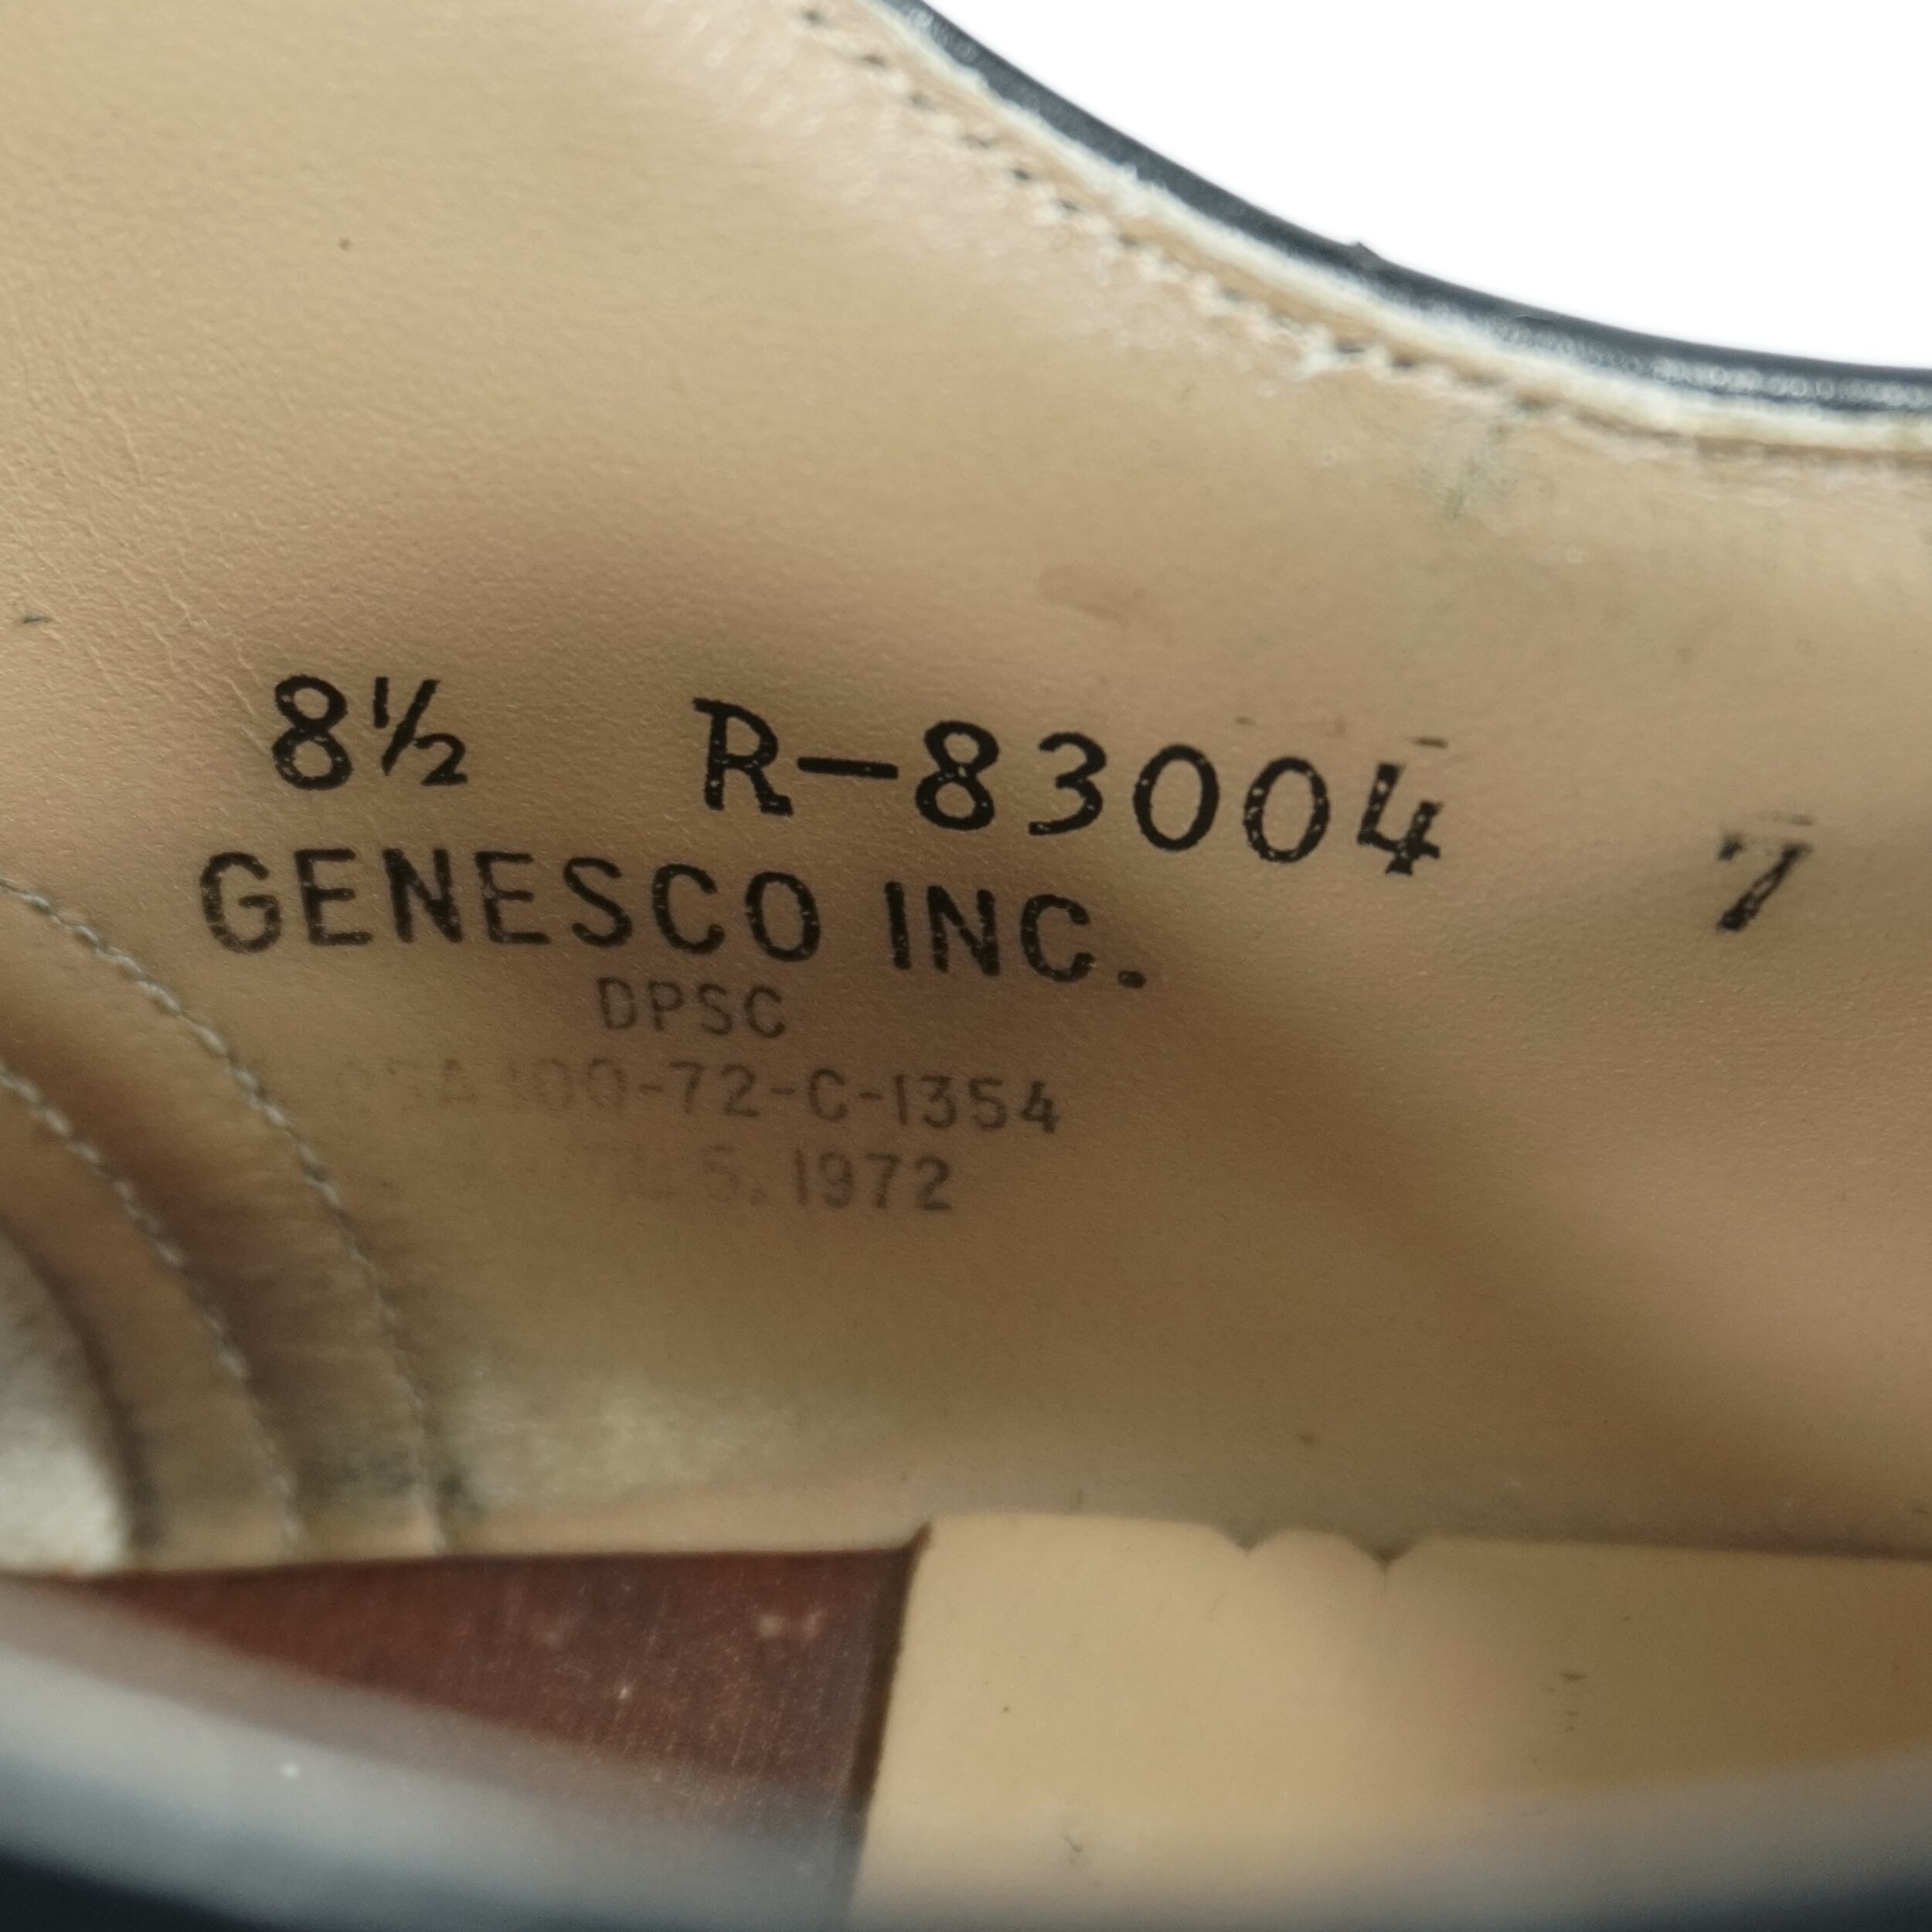 8½ R-83004 7
GENESCO INC.
DPSC
100-72-C-1354
5, 1972